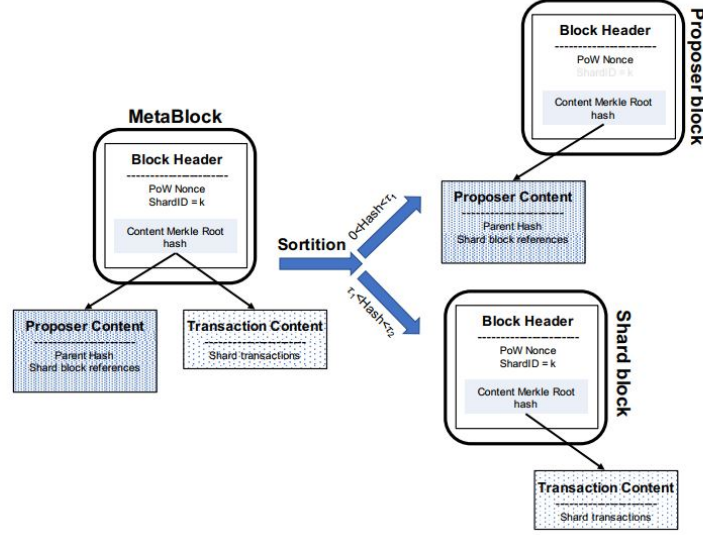 MetaBlock
Block Header
PoW Nonce
ShardID = k
Content Merkle Root
hash
Proposer Content
Parent Hash
Shard block references
Transaction Content
Shard transactions
Sortition
0<Hash<τ₁
τ₁<Hash<τ₂
Proposer block
Block Header
PoW Nonce
ShardID = k
Content Merkle Root
hash
Proposer Content
Parent Hash
Shard block references
Shard block
Block Header
PoW Nonce
ShardID = k
Content Merkle Root
hash
Transaction Content
Shard transactions